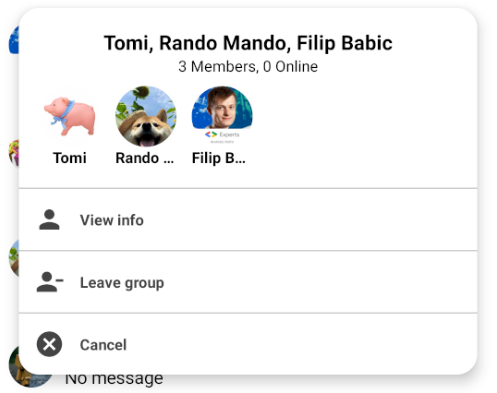 Tomi, Rando Mando, Filip Babic
3 Members, 0 Online
Experts
Tomi
Rando ...
Filip B...
View info
Leave group
Cancel
No message